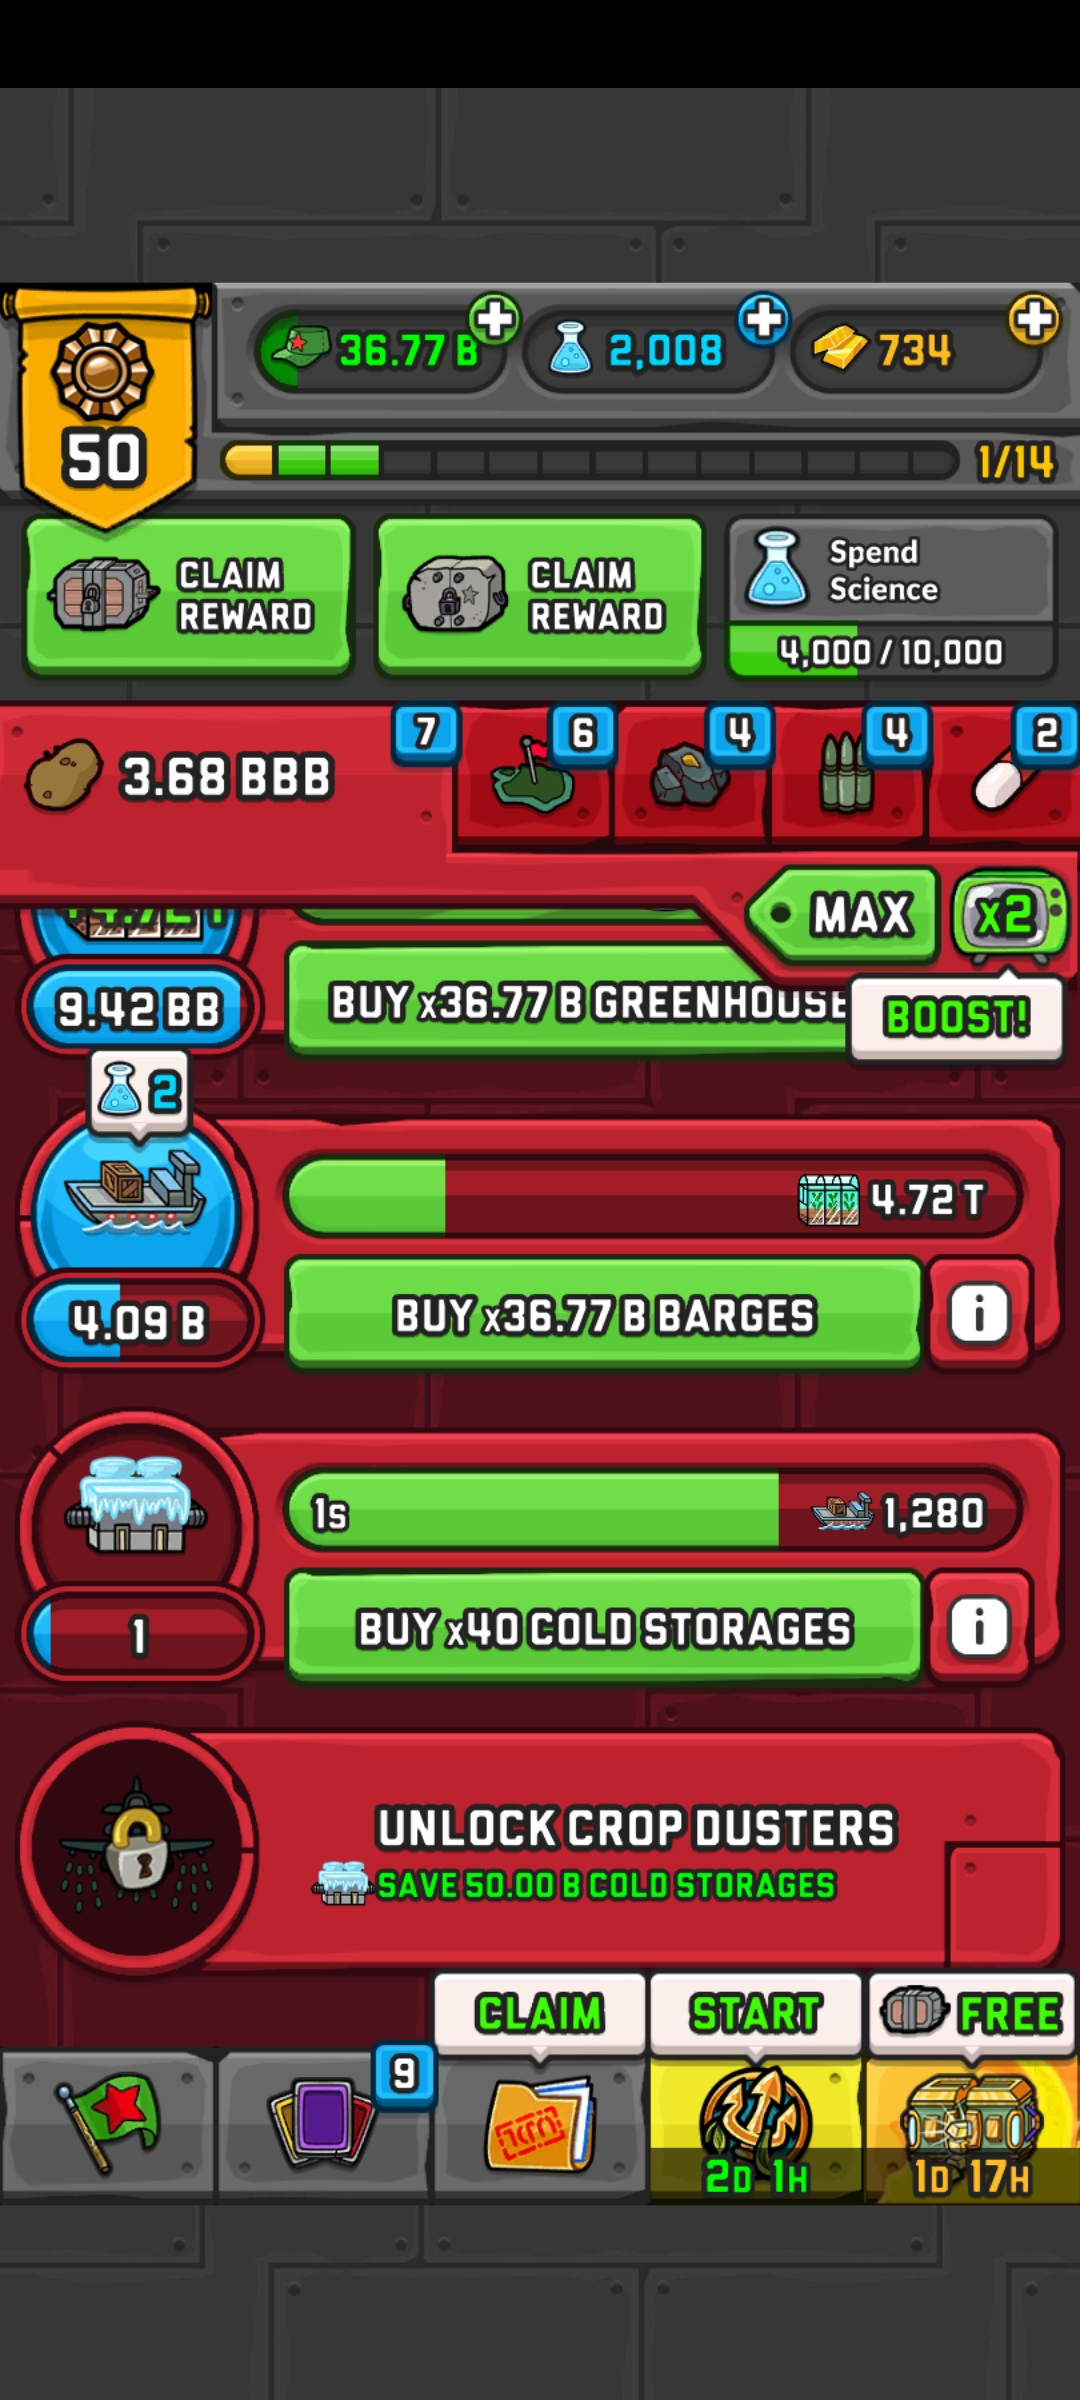 36.77 B
2,008
734
50
1/14
CLAIM
REWARD
CLAIM
REWARD
Spend
Science
4,000 / 10,000
3.68 BBB
7
6
4
4
2
MAX
x2
BOOST!
9.42 BB
BUY x36.77 B GREENHOUSE
2
4.72 T
4.09 B
BUY x36.77 B BARGES
i
1s
1,280
1
BUY x40 COLD STORAGES
i
UNLOCK CROP DUSTERS
SAVE 50.00 B COLD STORAGES
CLAIM
START
FREE
9
2D 1H
1D 17H